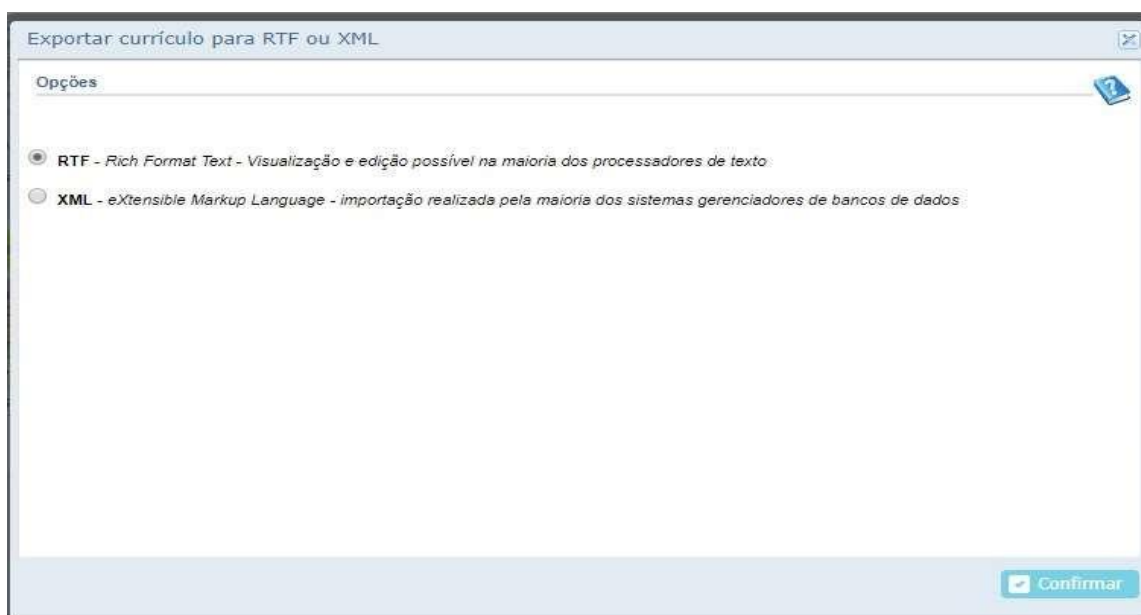 Exportar currículo para RTF ou XML
Opções
RTF - Rich Format Text - Visualização e edição possível na maioria dos processadores de texto
XML - eXtensible Markup Language - importação realizada pela maioria dos sistemas gerenciadores de bancos de dados
Confirmar